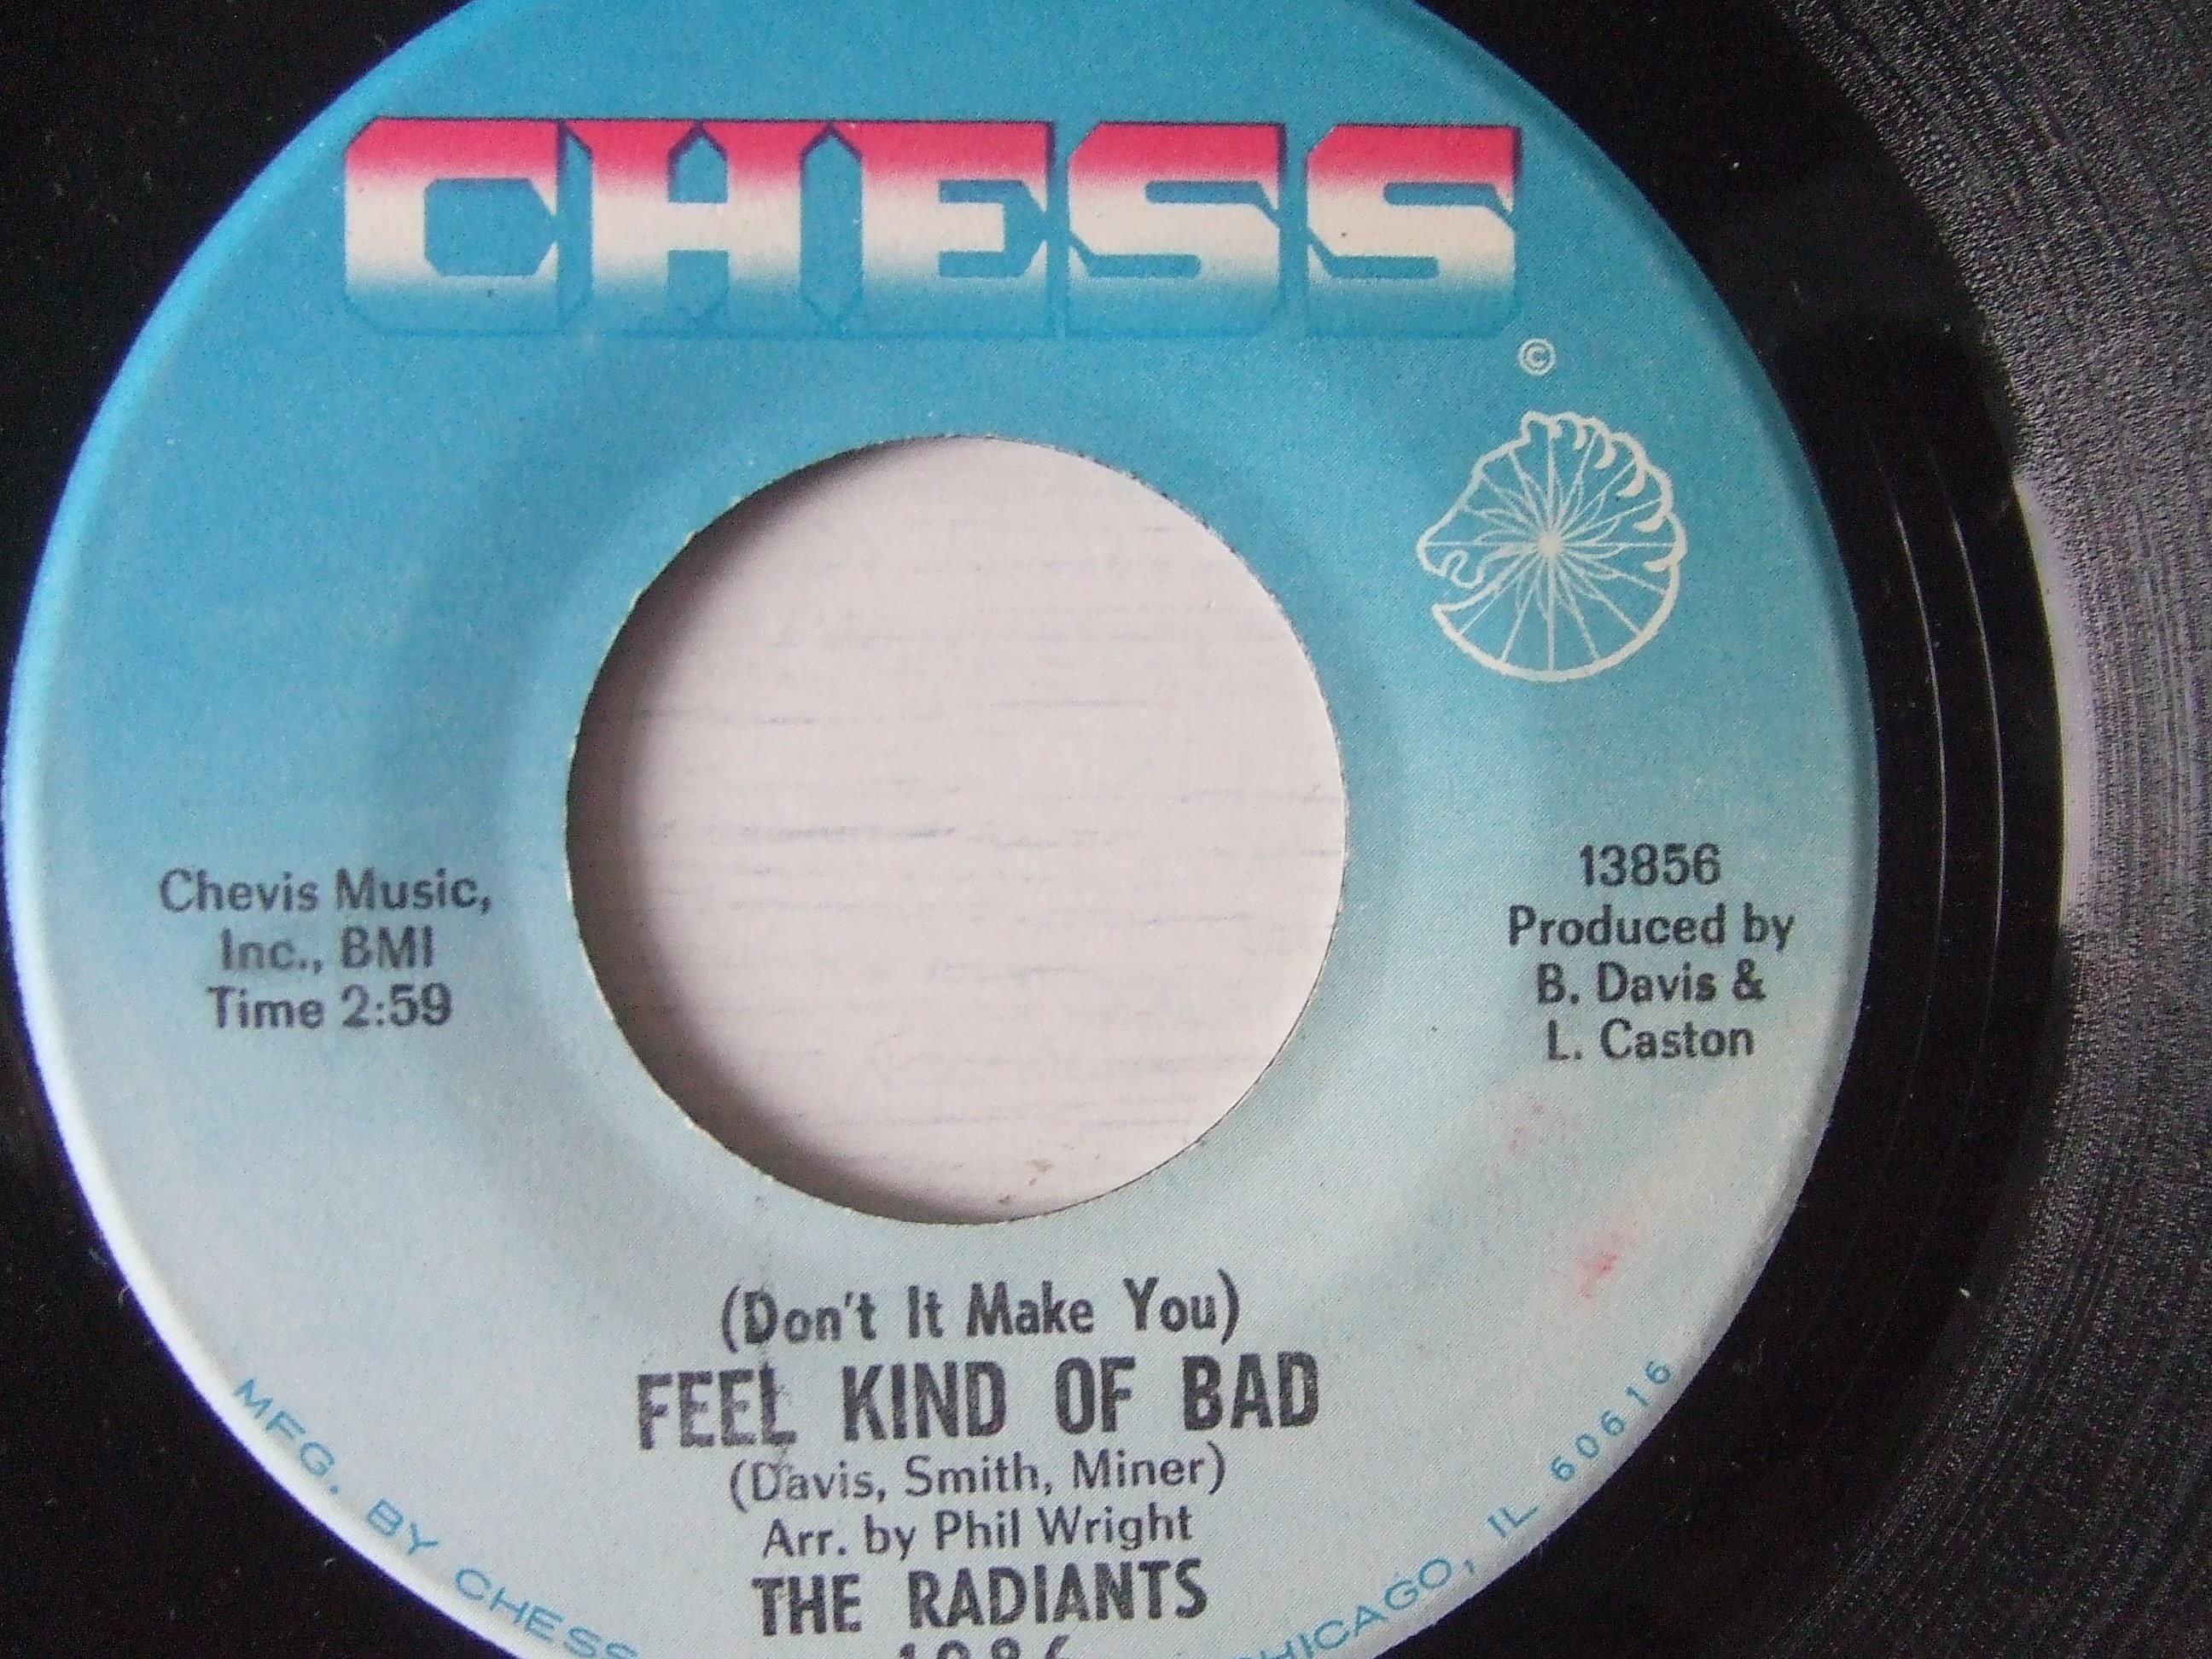 CHESS
©
Chevis Music,
Inc., BMI
Time 2:59
13856
Produced by
B. Davis &
L. Caston
(Don't It Make You)
FEEL KIND OF BAD
(Davis, Smith, Miner)
Arr. by Phil Wright
THE RADIANTS
MFG. BY CHESS
CHICAGO, IL 60616